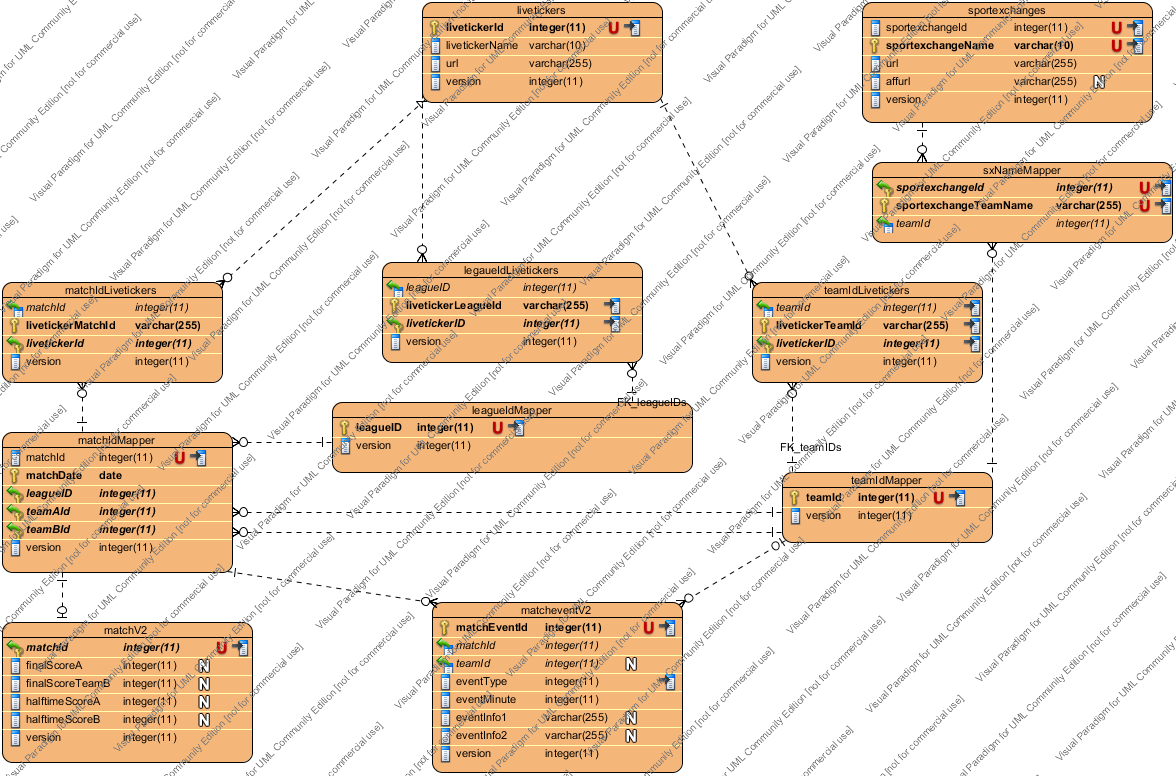 livetickers
livetickerId integer(11) U
livetickerName varchar(10)
url varchar(255)
version integer(11)
sportexchanges
sportexchangeId integer(11) U
sportexchangeName varchar(10) U
url varchar(255)
affurl varchar(255) N
version integer(11)
sxNameMapper
sportexchangeId integer(11) U
sportexchangeTeamName varchar(255) U
teamId integer(11)
matchIdLivetickers
matchId integer(11)
livetickerMatchId varchar(255)
livetickerId integer(11)
version integer(11)
legaueIdLivetickers
leagueID integer(11)
livetickerLeagueId varchar(255)
livetickerID integer(11)
version integer(11)
teamIdLivetickers
teamId integer(11)
livetickerTeamId varchar(255)
livetickerID integer(11)
version integer(11)
FK_leagueIDs
leagueIdMapper
leagueID integer(11) U
version integer(11)
matchIdMapper
matchId integer(11) U
matchDate date
leagueID integer(11)
teamAId integer(11)
teamBId integer(11)
version integer(11)
FK_teamIDs
teamIdMapper
teamId integer(11) U
version integer(11)
matchV2
matchId integer(11) U
finalScoreA integer(11) N
finalScoreTeamB integer(11) N
halftimeScoreA integer(11) N
halftimeScoreB integer(11) N
version integer(11)
matcheventV2
matchEventId integer(11) U
matchId integer(11)
teamId integer(11) N
eventType integer(11)
eventMinute integer(11)
eventInfo1 varchar(255) N
eventInfo2 varchar(255) N
version integer(11)
Visual Paradigm for UML Community Edition [not for commercial use]